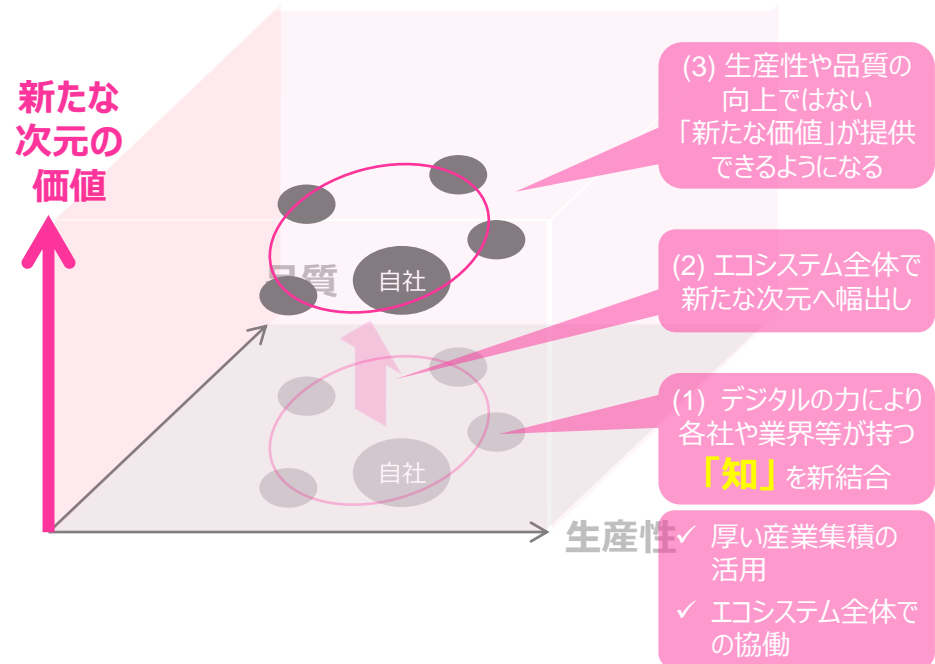 新たな
次元の
価値
(3) 生産性や品質の
向上ではない
「新たな価値」が提供
できるようになる
品質
自社
(2) エコシステム全体で
新たな次元へ幅出し
自社
(1) デジタルの力により
各社や業界等が持つ
「知」を新結合
生産性
✓ 厚い産業集積の
活用
✓ エコシステム全体で
の協働